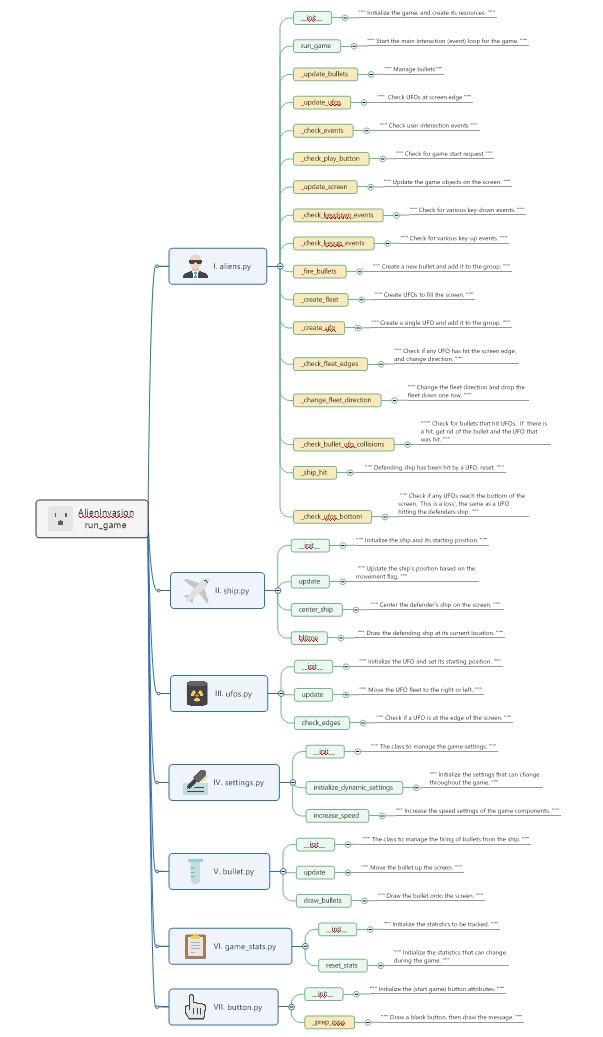 AlienInvasion
run_game
I. aliens.py
__init__
""" Initialize the game, and create its resources. """
run_game
""" Start the main interaction (event) loop for the game. """
_update_bullets
""" Manage bullets"""
_update_ufos
""" Check UFOs at screen edge """
_check_events
""" Check user interaction events """
_check_play_button
""" Check for game start request """
_update_screen
""" Update the game objects on the screen. """
_check_keydown_events
""" Check for various key-down events. """
_check_keyup_events
""" Check for various key-up events. """
_fire_bullets
""" Create a new bullet and add it to the group. """
_create_fleet
""" Create UFOs to fill the screen. """
_create_ufo
""" Create a single UFO and add it to the group. """
_check_fleet_edges
""" Check if any UFO has hit the screen edge,
and change direction. """
_change_fleet_direction
""" Change the fleet direction and drop the
fleet down one row. """
_check_bullet_ufo_collisions
""" Check for bullets that hit UFOs. If there is
a hit, get rid of the bullet and the UFO that
was hit. """
_ship_hit
""" Defending ship has been hit by a UFO, reset. """
_check_ufos_bottom
""" Check if any UFOs reach the bottom of the
screen. 'This is a loss', the same as a UFO
hitting the defenders ship. """
II. ship.py
__init__
""" Initialize the ship and its starting position. """
update
""" Update the ship's position based on the
movement flag. """
center_ship
""" Center the defender's ship on the screen. """
blitme
""" Draw the defending ship at its current location. """
III. ufos.py
__init__
""" Initialize the UFO and set its starting position. """
update
""" Move the UFO fleet to the right or left. """
check_edges
""" Check if a UFO is at the edge of the screen. """
IV. settings.py
__init__
""" The class to manage the game settings. """
initialize_dynamic_settings
""" Initialize the settings that can change
throughout the game. """
increase_speed
""" Increase the speed settings of the game components. """
V. bullet.py
__init__
""" The class to manage the firing of bullets from the ship. """
update
""" Move the bullet up the screen. """
draw_bullets
""" Draw the bullet onto the screen. """
VI. game_stats.py
__init__
""" Initialize the statistics to be tracked. """
reset_stats
""" Initialize the statistics that can change
during the game. """
VII. button.py
__init__
""" Initialize the (start game) button attributes. """
_prep_msg
""" Draw a blank button, then draw the message. """